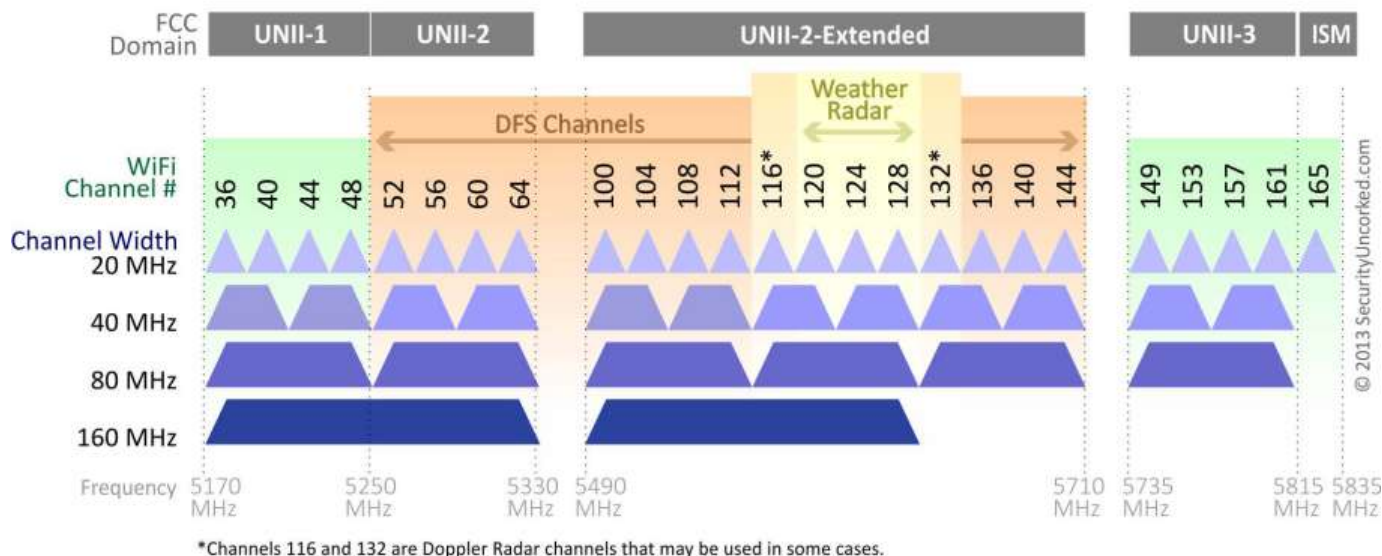 FCC Domain UNII-1 UNII-2 UNII-2-Extended UNII-3 ISM
Weather Radar
DFS Channels
WiFi Channel # 36 40 44 48 52 56 60 64 100 104 108 112 116* 120 124 128 132* 136 140 144 149 153 157 161 165
Channel Width
20 MHz
40 MHz
80 MHz
160 MHz
Frequency 5170 MHz 5250 MHz 5330 MHz 5490 MHz 5710 MHz 5735 MHz 5815 MHz 5835 MHz
*Channels 116 and 132 are Doppler Radar channels that may be used in some cases.
© 2013 SecurityUncorked.com